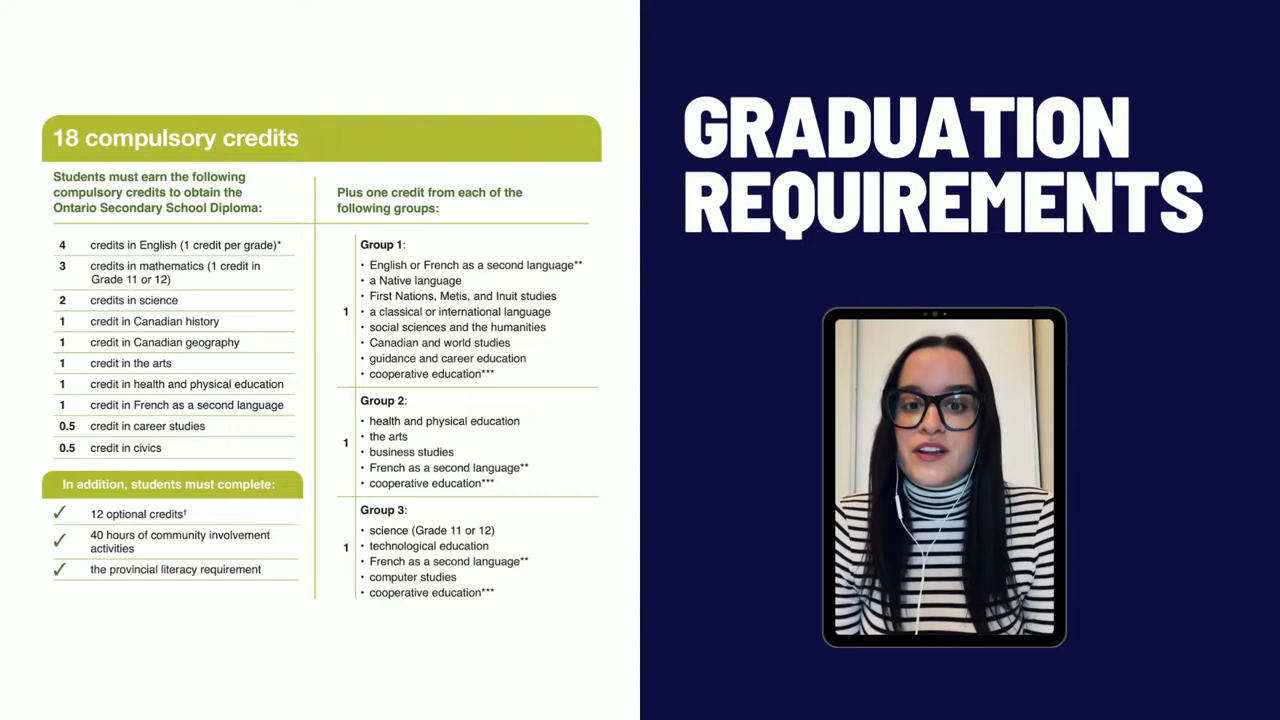 18 compulsory credits
Students must earn the following
compulsory credits to obtain the
Ontario Secondary School Diploma:
4 credits in English (1 credit per grade)*
3 credits in mathematics (1 credit in
Grade 11 or 12)
2 credits in science
1 credit in Canadian history
1 credit in Canadian geography
1 credit in the arts
1 credit in health and physical education
1 credit in French as a second language
0.5 credit in career studies
0.5 credit in civics
In addition, students must complete:
✓ 12 optional credits†
✓ 40 hours of community involvement
activities
✓ the provincial literacy requirement
Plus one credit from each of the
following groups:
Group 1:
• English or French as a second language**
• a Native language
• First Nations, Metis, and Inuit studies
1 • a classical or international language
• social sciences and the humanities
• Canadian and world studies
• guidance and career education
• cooperative education***
Group 2:
• health and physical education
• the arts
1 • business studies
• French as a second language**
• cooperative education***
Group 3:
• science (Grade 11 or 12)
1 • technological education
• French as a second language**
• computer studies
• cooperative education***
GRADUATION
REQUIREMENTS